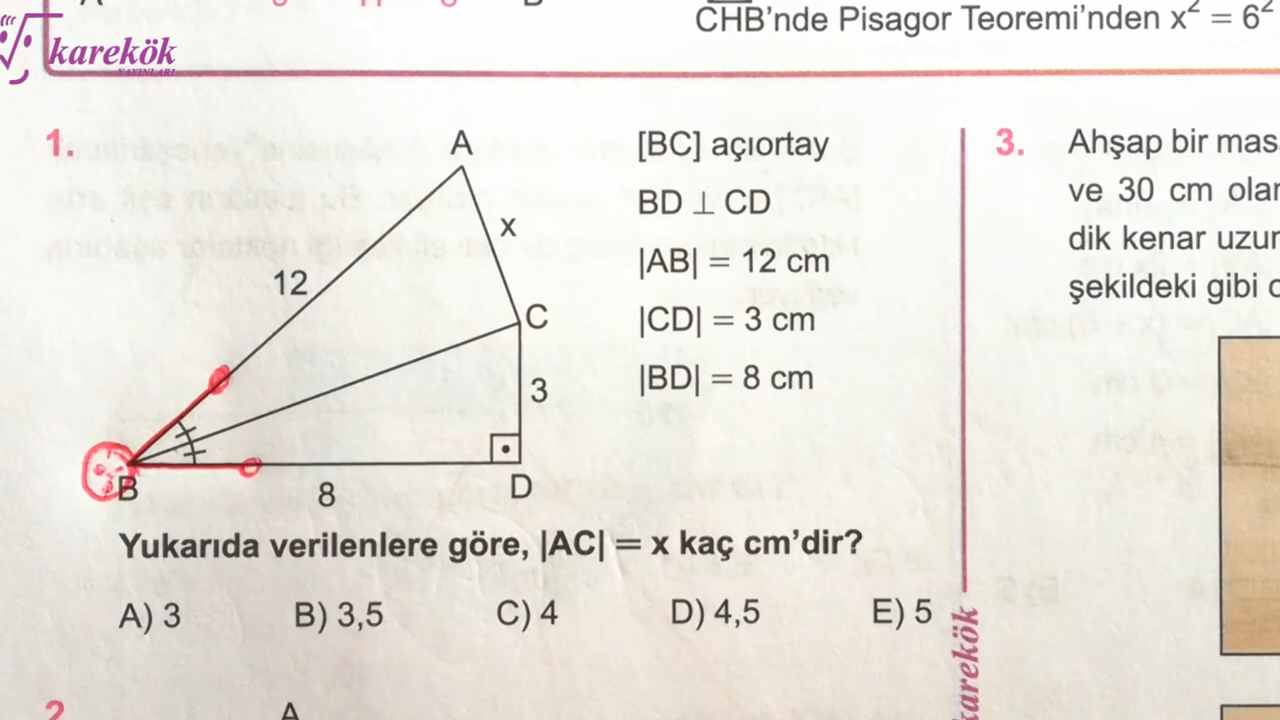 CHB'nde Pisagor Teoremi'nden x² = 6²
karekök
YAYINLARI
1.
A
x
12
C
3
B
8
D
[BC] açıortay
BD ⊥ CD
|AB| = 12 cm
|CD| = 3 cm
|BD| = 8 cm
Yukarıda verilenlere göre, |AC| = x kaç cm'dir?
A) 3 B) 3,5 C) 4 D) 4,5 E) 5
karekök
3. Ahşap bir mas
ve 30 cm olar
dik kenar uzur
şekildeki gibi
2.
A